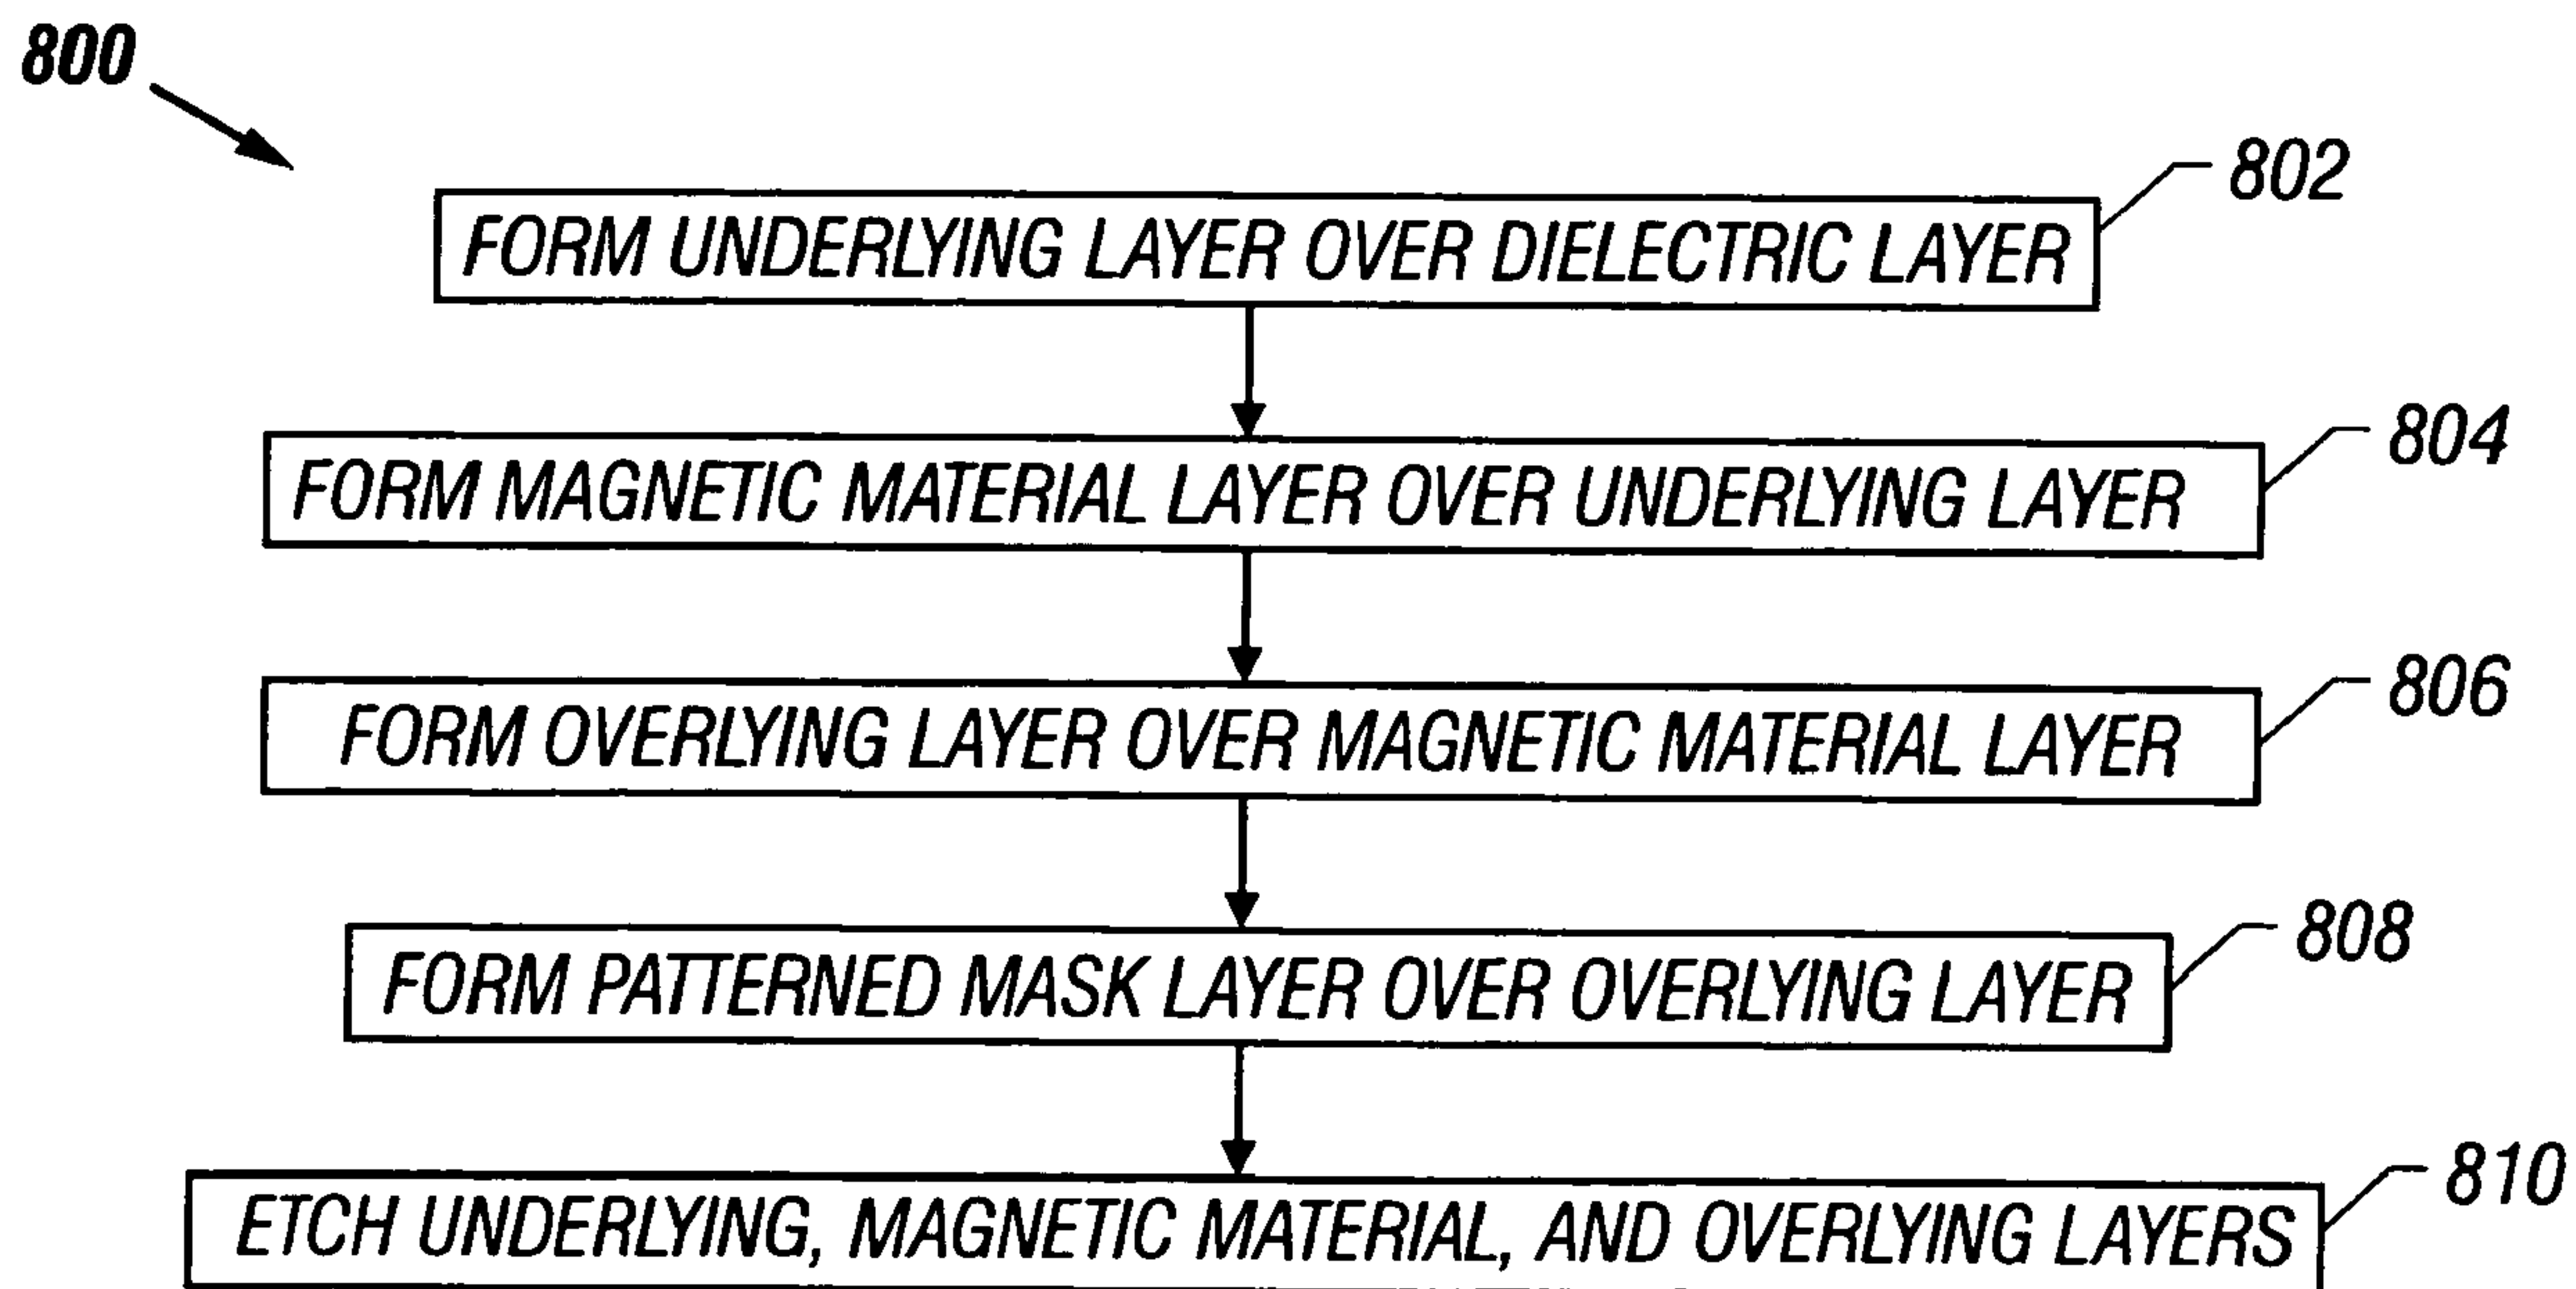 800
802
FORM UNDERLYING LAYER OVER DIELECTRIC LAYER
804
FORM MAGNETIC MATERIAL LAYER OVER UNDERLYING LAYER
806
FORM OVERLYING LAYER OVER MAGNETIC MATERIAL LAYER
808
FORM PATTERNED MASK LAYER OVER OVERLYING LAYER
810
ETCH UNDERLYING, MAGNETIC MATERIAL, AND OVERLYING LAYERS